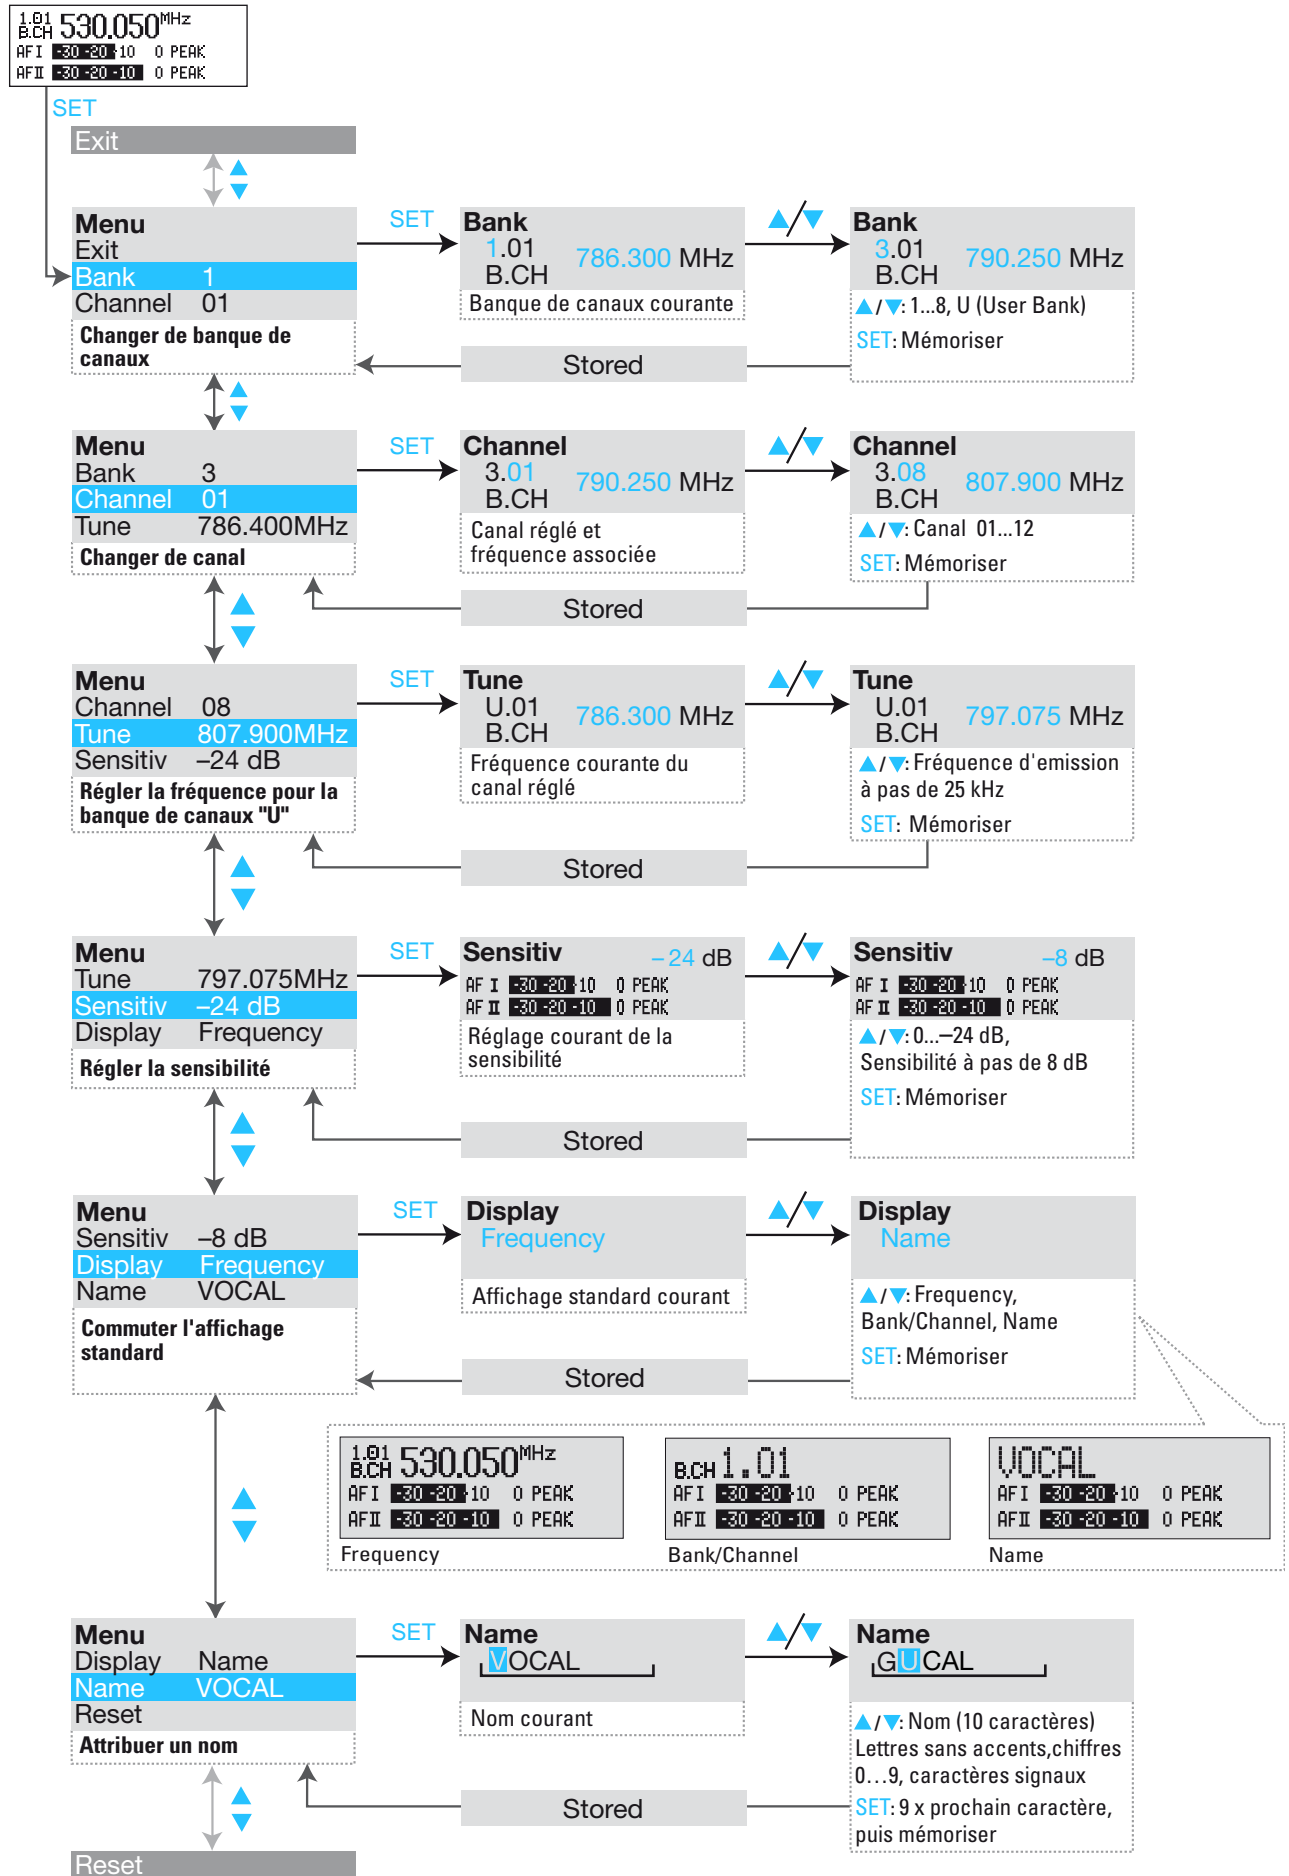 1.01
B.CH 530.050MHz
AF I -30 -20 -10 0 PEAK
AF II -30 -20 -10 0 PEAK
SET
Exit
Menu
Exit
Bank 1
Channel 01
Changer de banque de
canaux
SET
Bank
1.01
B.CH
786.300 MHz
Banque de canaux courante
▲/▼
Bank
3.01
B.CH
790.250 MHz
▲/▼: 1...8, U (User Bank)
SET: Mémoriser
Stored
Menu
Bank 3
Channel 01
Tune 786.400MHz
Changer de canal
SET
Channel
3.01
B.CH
790.250 MHz
Canal réglé et
fréquence associée
▲/▼
Channel
3.08
B.CH
807.900 MHz
▲/▼: Canal 01...12
SET: Mémoriser
Stored
Menu
Channel 08
Tune 807.900MHz
Sensitiv –24 dB
Régler la fréquence pour la
banque de canaux "U"
SET
Tune
U.01
B.CH
786.300 MHz
Fréquence courante du
canal réglé
▲/▼
Tune
U.01
B.CH
797.075 MHz
▲/▼: Fréquence d'emission
à pas de 25 kHz
SET: Mémoriser
Stored
Menu
Tune 797.075MHz
Sensitiv –24 dB
Display Frequency
Régler la sensibilité
SET
Sensitiv –24 dB
AF I -30 -20 -10 0 PEAK
AF II -30 -20 -10 0 PEAK
Réglage courant de la
sensibilité
▲/▼
Sensitiv –8 dB
AF I -30 -20 -10 0 PEAK
AF II -30 -20 -10 0 PEAK
▲/▼: 0...–24 dB,
Sensibilité à pas de 8 dB
SET: Mémoriser
Stored
Menu
Sensitiv –8 dB
Display Frequency
Name VOCAL
Commuter l'affichage
standard
SET
Display
Frequency
Affichage standard courant
▲/▼
Display
Name
▲/▼: Frequency,
Bank/Channel, Name
SET: Mémoriser
Stored
1.01
B.CH 530.050MHz
AF I -30 -20 -10 0 PEAK
AF II -30 -20 -10 0 PEAK
Frequency
B.CH 1.01
AF I -30 -20 -10 0 PEAK
AF II -30 -20 -10 0 PEAK
Bank/Channel
VOCAL
AF I -30 -20 -10 0 PEAK
AF II -30 -20 -10 0 PEAK
Name
Menu
Display Name
Name VOCAL
Reset
Attribuer un nom
SET
Name
VOCAL
Nom courant
▲/▼
Name
GUCAL
▲/▼: Nom (10 caractères)
Lettres sans accents,chiffres
0...9, caractères signaux
SET: 9 x prochain caractère,
puis mémoriser
Stored
Reset